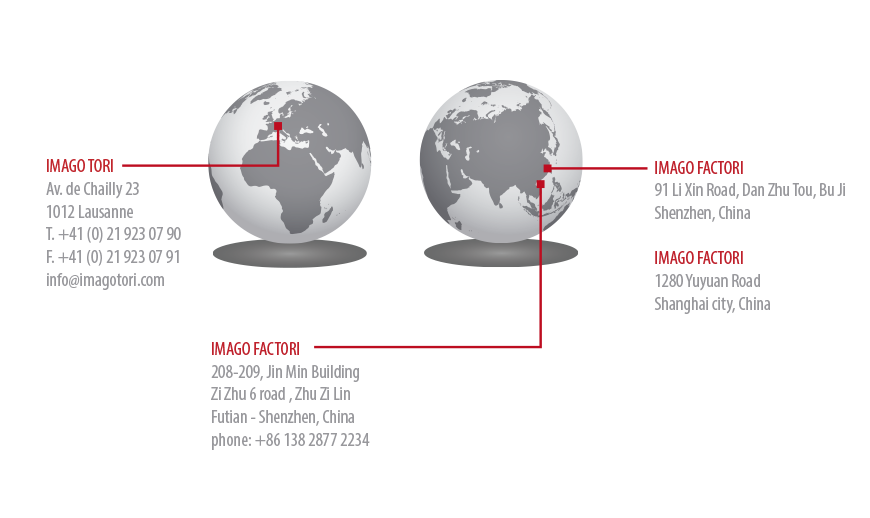 IMAGO TORI
Av. de Chailly 23
1012 Lausanne
T. +41 (0) 21 923 07 90
F. +41 (0) 21 923 07 91
info@imagotori.com
IMAGO FACTORI
91 Li Xin Road, Dan Zhu Tou, Bu Ji
Shenzhen, China
IMAGO FACTORI
1280 Yuyuan Road
Shanghai city, China
IMAGO FACTORI
208-209, Jin Min Building
Zi Zhu 6 road , Zhu Zi Lin
Futian - Shenzhen, China
phone: +86 138 2877 2234